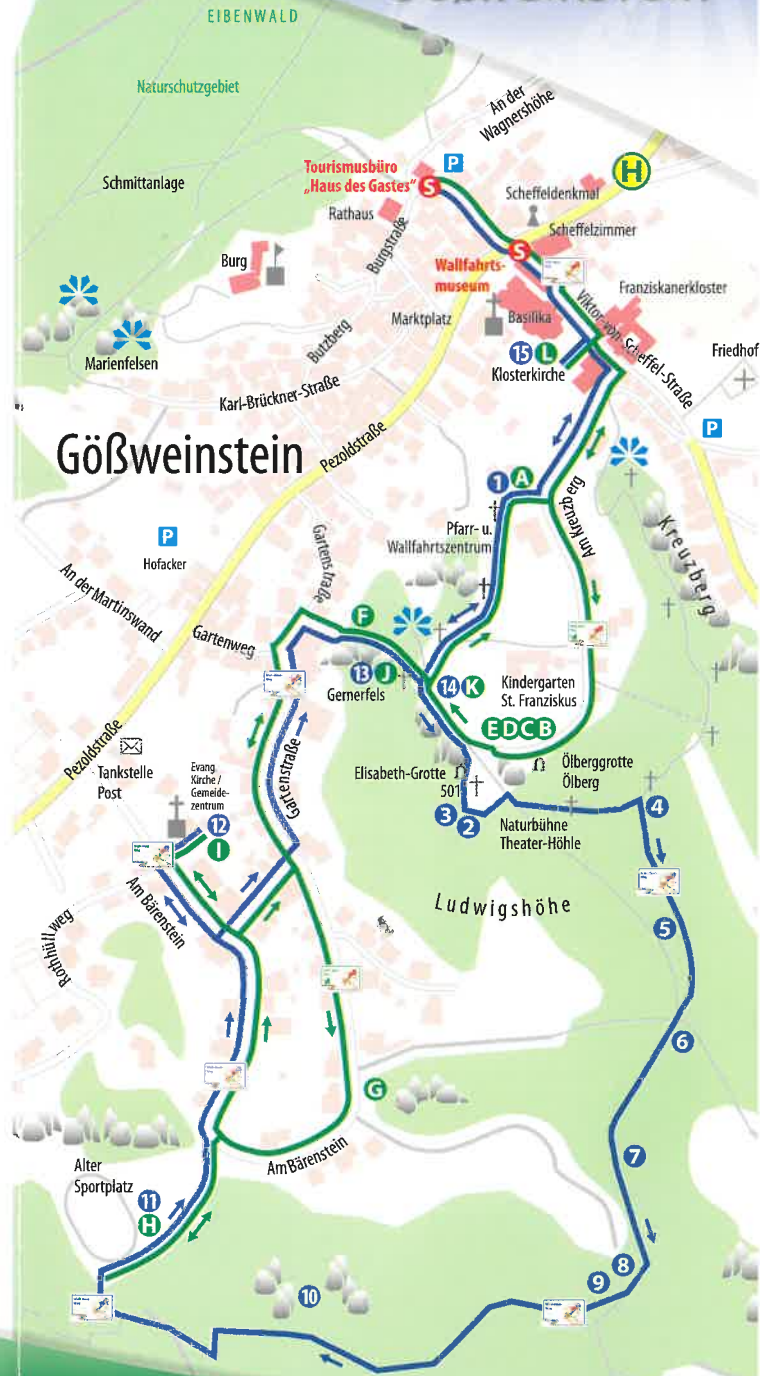 EIBENWALD
Naturschutzgebiet
An der
Wagnershöhe
P
H
Schmittanlage
Tourismusbüro
„Haus des Gastes"
S
Scheffeldenkmal
Rathaus
Scheffelzimmer
Burgstraße
S
Burg
Wallfahrts-
museum
Franziskanerkloster
Marktplatz
Basilika
Viktor-von-Scheffel-Straße
Butzberg
15 L
Klosterkirche
Friedhof
Marienfelsen
Karl-Brückner-Straße
P
Gößweinstein
Pezoldstraße
1 A
Am Kreuzberg
Kreuzberg
Pfarr- u.
Wallfahrtszentrum
P
Hofacker
Gartenstraße
An der Martinswand
Gartenweg
F
13 J
Gernerfels
14 K
Kindergarten
St. Franziskus
E D C B
Pezoldstraße
Tankstelle
Post
Evang.
Kirche /
Gemeide-
zentrum
Gartenstraße
Elisabeth-Grotte
501
Ölberggrotte
Ölberg
3 2
Naturbühne
Theater-Höhle
4
12
I
Am Bärenstein
Ludwigshöhe
5
Rothhüllweg
6
G
7
Am Bärenstein
Alter
Sportplatz
11
H
8
9
10